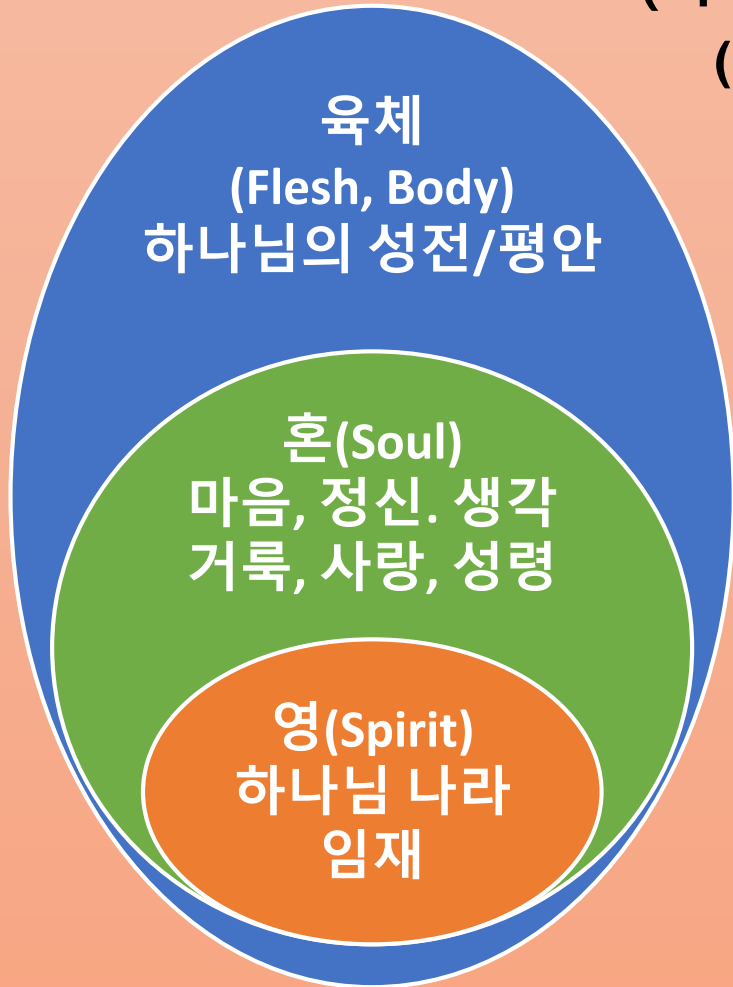 (
(
육체
(Flesh, Body)
하나님의 성전/평안
혼(Soul)
마음, 정신. 생각
거룩, 사랑, 성령
영(Spirit)
하나님 나라
임재